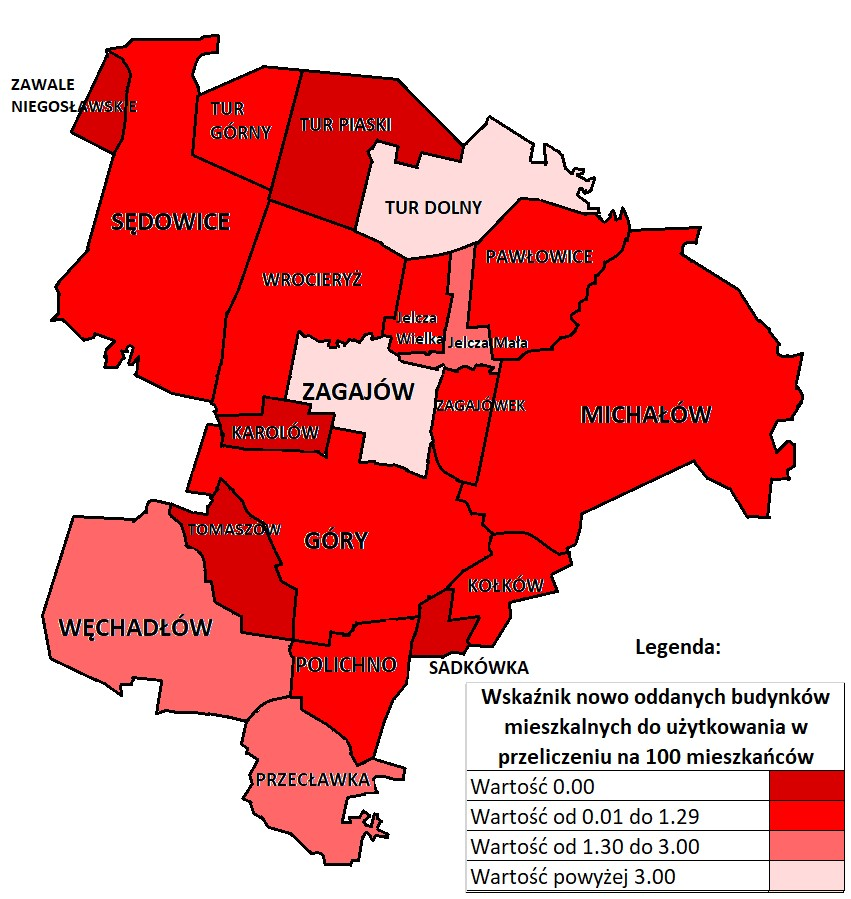 ZAWALE
NIEGOSŁAWSKIE
TUR
GÓRNY
TUR PIASKI
SĘDOWICE
TUR DOLNY
WROCIERYŻ
PAWŁOWICE
Jelcza
Wielka
Jelcza Mała
ZAGAJÓW
ZAGAJÓWEK
MICHAŁÓW
KAROLÓW
TOMASZÓW
GÓRY
KOŁKÓW
WĘCHADŁÓW
POLICHNO
SADKÓWKA
PRZECŁAWKA
Legenda:
Wskaźnik nowo oddanych budynków
mieszkalnych do użytkowania w
przeliczeniu na 100 mieszkańców
Wartość 0.00
Wartość od 0.01 do 1.29
Wartość od 1.30 do 3.00
Wartość powyżej 3.00